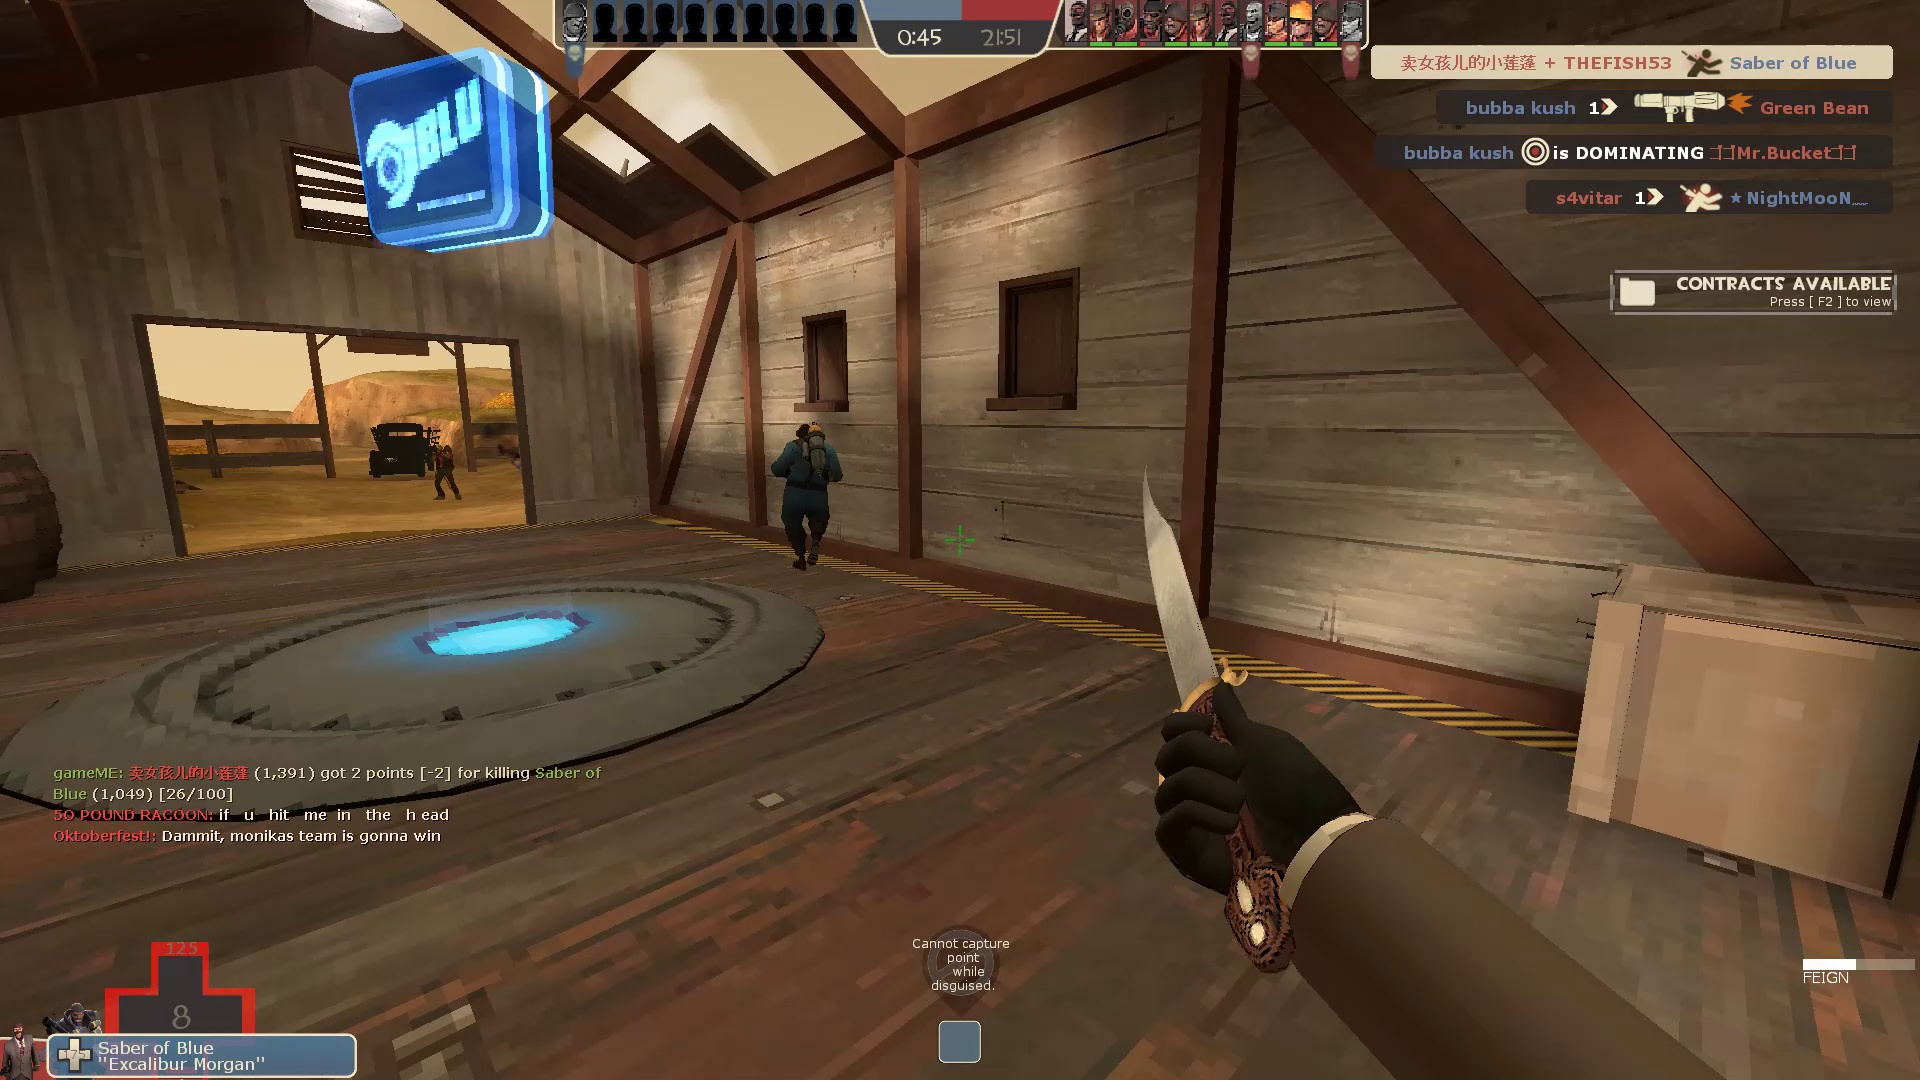 0:45 21:51
卖女孩儿的小莲蓬 + THEFISH53 Saber of Blue
bubba kush 1 Green Bean
bubba kush is DOMINATING Mr.Bucket
s4vitar 1 ★NightMooN__
BLU
CONTRACTS AVAILABLE
Press [ F2 ] to view
gameME: 卖女孩儿的小莲蓬 (1,391) got 2 points [-2] for killing Saber of
Blue (1,049) [26/100]
5O POUND RACOON: if u hit me in the h ead
Oktoberfest!: Dammit, monikas team is gonna win
Cannot capture
point
while
disguised.
125
8
FEIGN
175
Saber of Blue
"Excalibur Morgan"